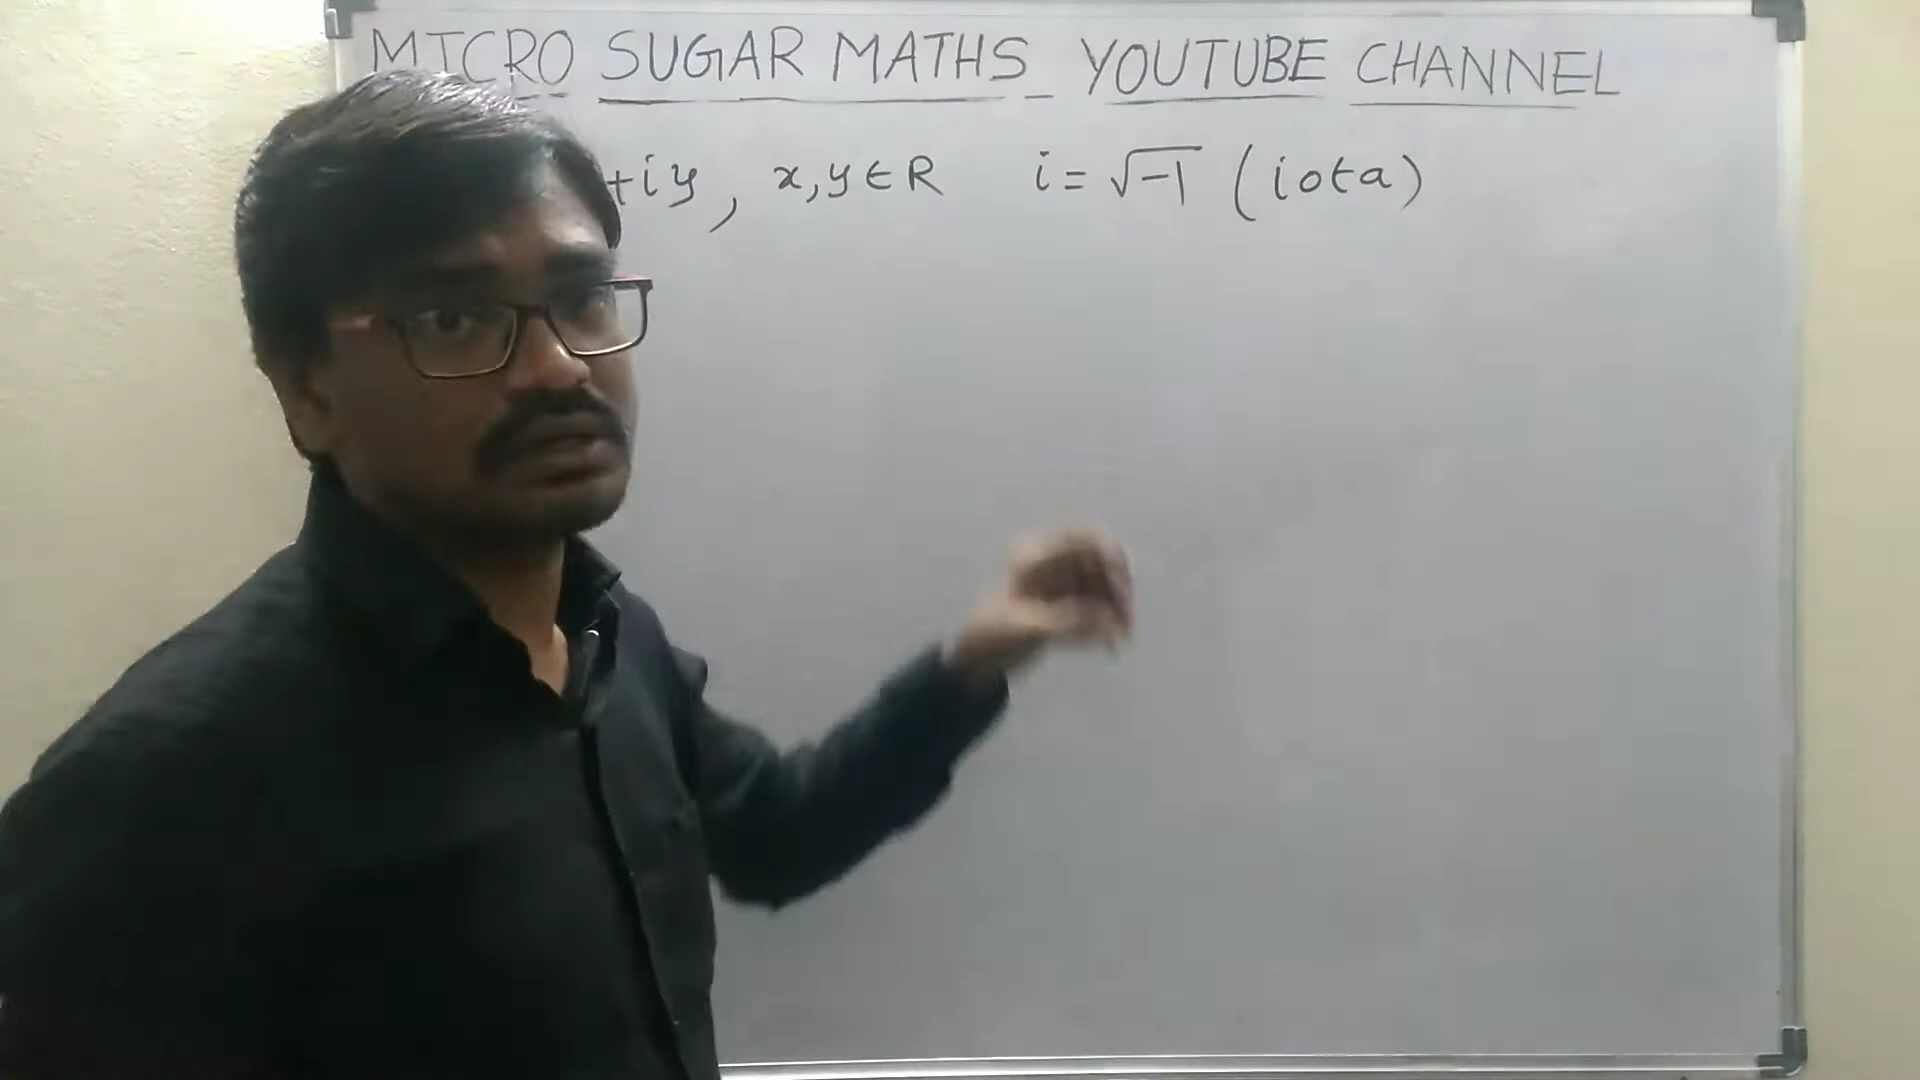 MICRO SUGAR MATHS YOUTUBE CHANNEL
+iy, x,y∈R i=√-1 (iota)